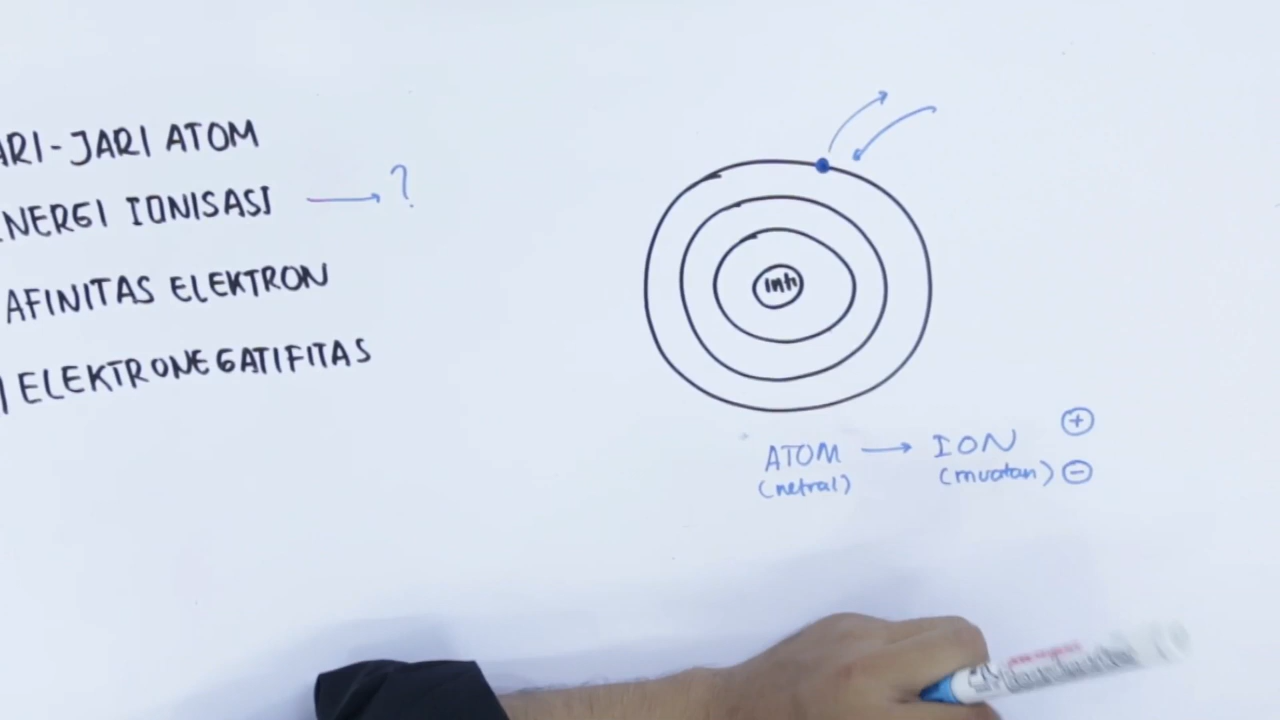 ARI-JARI ATOM
NERGI IONISASI → ?
AFINITAS ELEKTRON
ELEKTRONEGATIFITAS
Inti
ATOM → ION +
(netral) (muatan) -